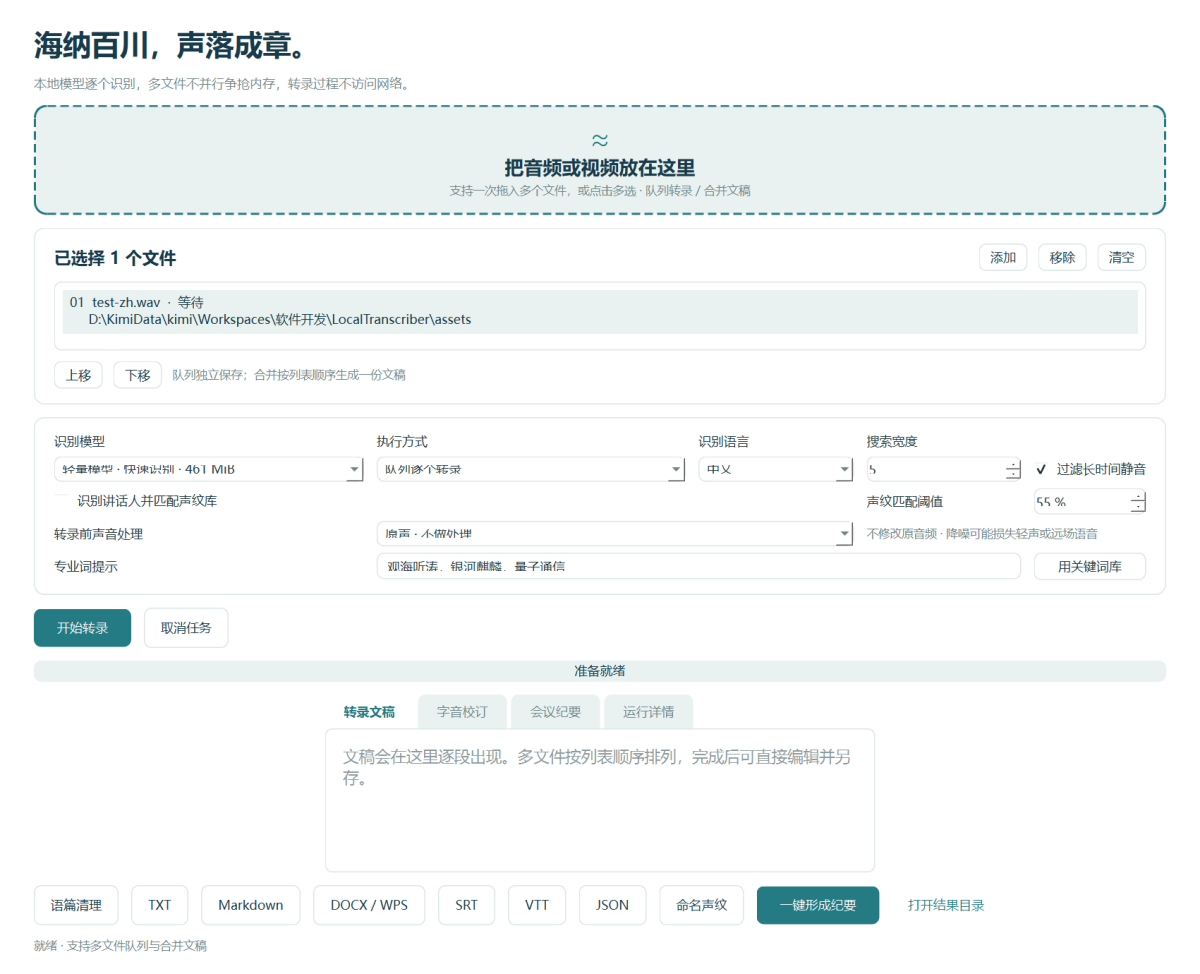 海纳百川，声落成章。
本地模型逐个识别，多文件不并行争抢内存，转录过程不访问网络。
≈
把音频或视频放在这里
支持一次拖入多个文件，或点击多选 · 队列转录 / 合并文稿
已选择 1 个文件
添加 移除 清空
01 test-zh.wav · 等待
D:\KimiData\kimi\Workspaces\软件开发\LocalTranscriber\assets
上移 下移 队列独立保存；合并按列表顺序生成一份文稿
识别模型 执行方式 识别语言 搜索宽度
轻量模型 · 快速识别 · 461 MiB 队列逐个转录 中文 5 ✓ 过滤长时间静音
识别讲话人并匹配声纹库 声纹匹配阈值 55 %
转录前声音处理 原声 · 不做处理 不修改原音频 · 降噪可能损失轻声或远场语音
专业词提示 观海听涛，银河麒麟，量子通信 用关键词库
开始转录 取消任务
准备就绪
转录文稿 字音校订 会议纪要 运行详情
文稿会在这里逐段出现。多文件按列表顺序排列，完成后可直接编辑并另
存。
语篇清理 TXT Markdown DOCX / WPS SRT VTT JSON 命名声纹 一键形成纪要 打开结果目录
就绪 · 支持多文件队列与合并文稿